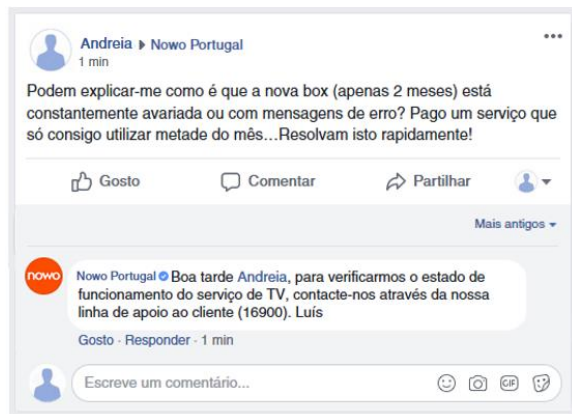 Andreia ▸ Nowo Portugal
1 min
Podem explicar-me como é que a nova box (apenas 2 meses) está
constantemente avariada ou com mensagens de erro? Pago um serviço que
só consigo utilizar metade do mês…Resolvam isto rapidamente!
Gosto Comentar Partilhar
Mais antigos
nowo
Nowo Portugal Boa tarde Andreia, para verificarmos o estado de
funcionamento do serviço de TV, contacte-nos através da nossa
linha de apoio ao cliente (16900). Luís
Gosto · Responder · 1 min
Escreve um comentário...
GIF